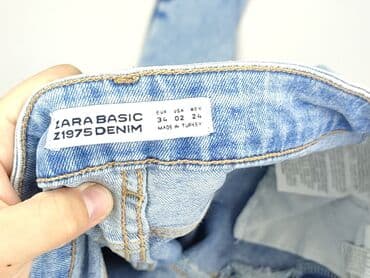 ZARA BASIC
Z1975 DENIM
EUR USA MEX
34 02 24
MADE IN TURKEY